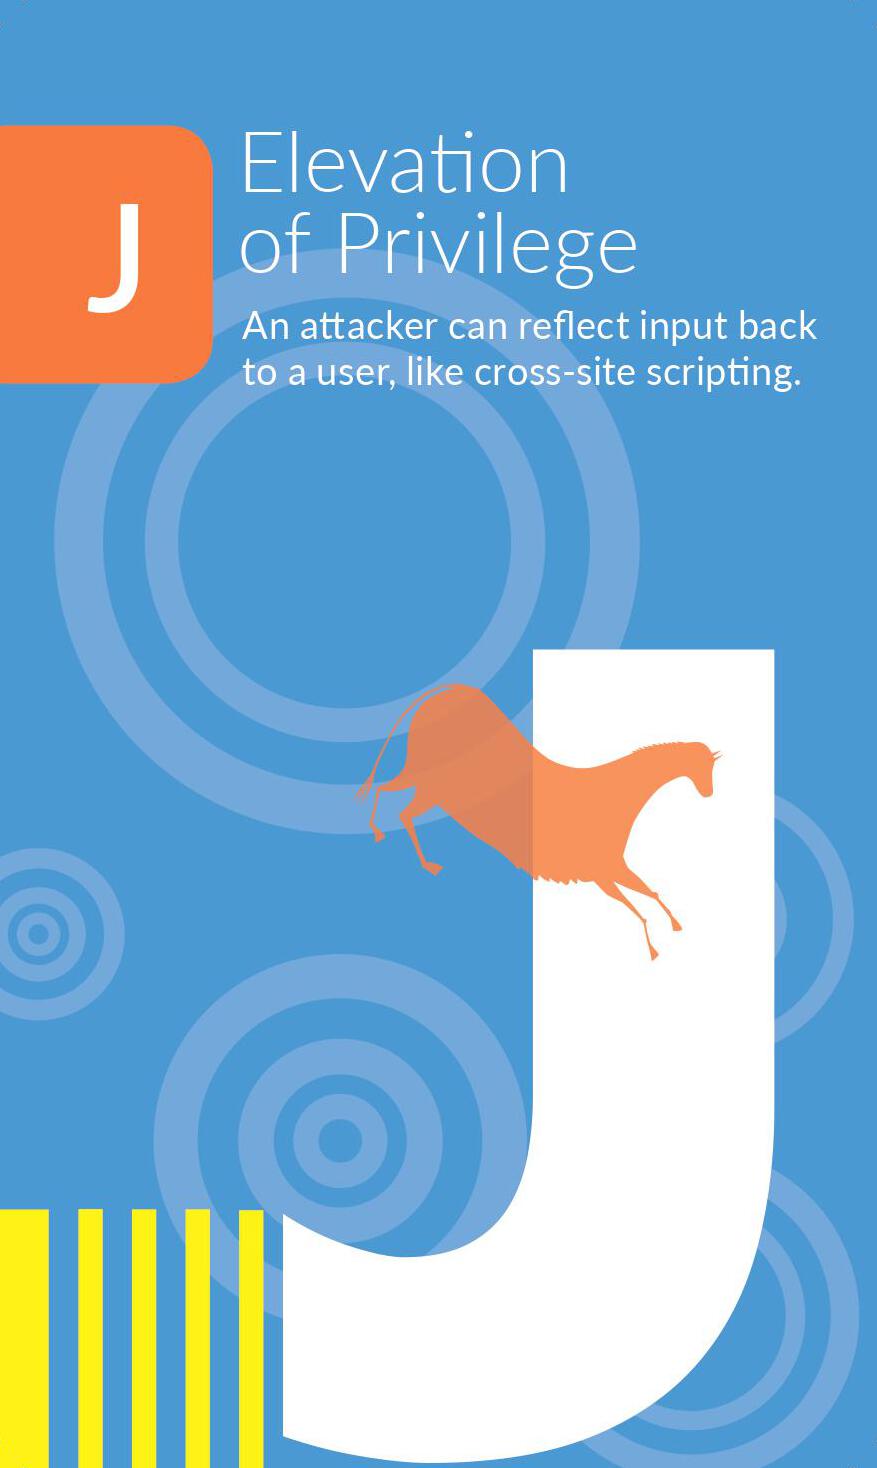 J
Elevation
of Privilege
An attacker can reflect input back
to a user, like cross-site scripting.
J